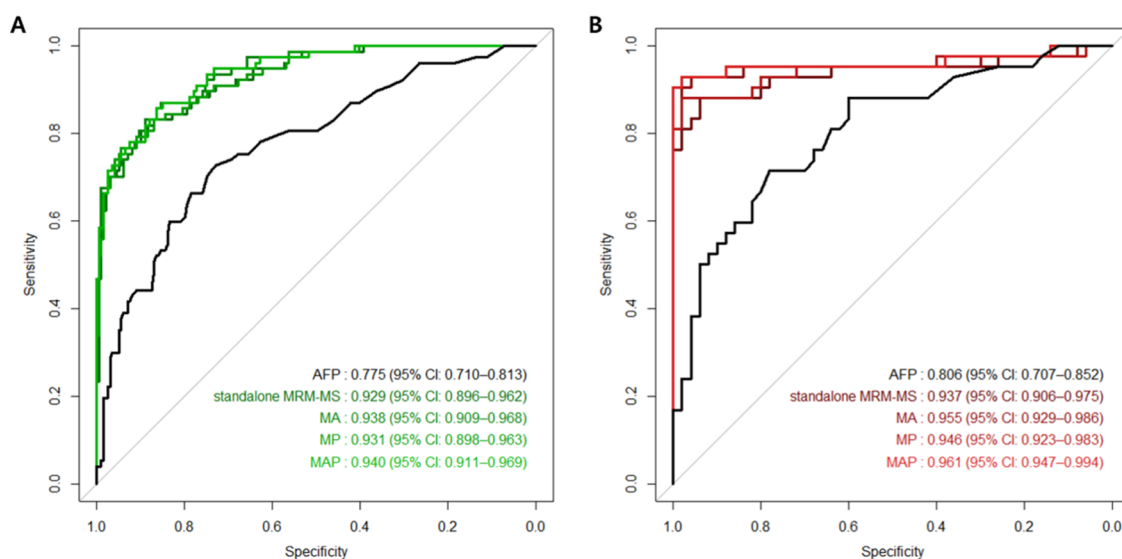 A
1.0
0.8
0.6
0.4
0.2
0.0
Sensitivity
AFP : 0.775 (95% CI: 0.710–0.813)
standalone MRM-MS : 0.929 (95% CI: 0.896–0.962)
MA : 0.938 (95% CI: 0.909–0.968)
MP : 0.931 (95% CI: 0.898–0.963)
MAP : 0.940 (95% CI: 0.911–0.969)
1.0 0.8 0.6 0.4 0.2 0.0
Specificity
B
1.0
0.8
0.6
0.4
0.2
0.0
Sensitivity
AFP : 0.806 (95% CI: 0.707–0.852)
standalone MRM-MS : 0.937 (95% CI: 0.906–0.975)
MA : 0.955 (95% CI: 0.929–0.986)
MP : 0.946 (95% CI: 0.923–0.983)
MAP : 0.961 (95% CI: 0.947–0.994)
1.0 0.8 0.6 0.4 0.2 0.0
Specificity